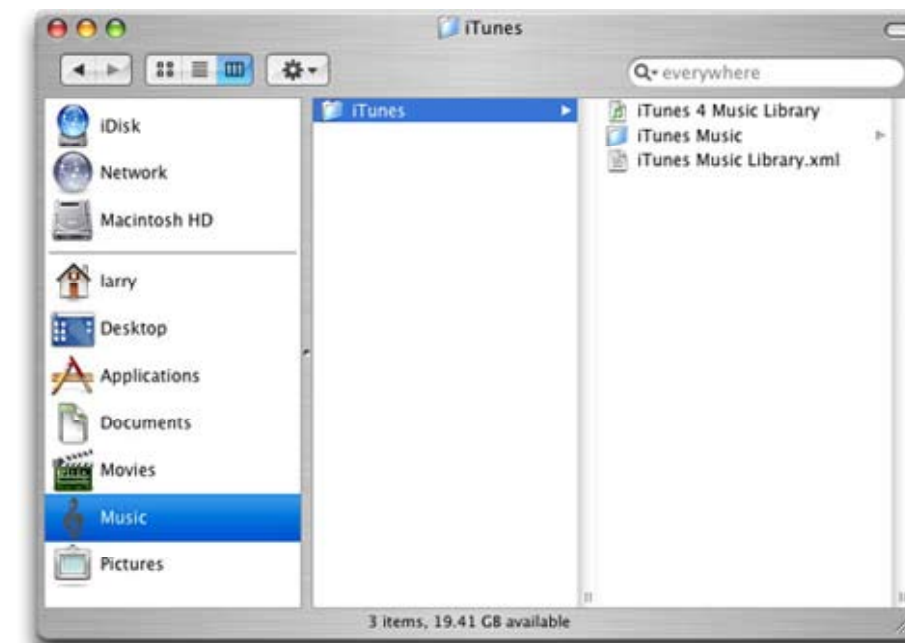 iTunes
everywhere
iDisk
Network
Macintosh HD
larry
Desktop
Applications
Documents
Movies
Music
Pictures
iTunes
iTunes 4 Music Library
iTunes Music
iTunes Music Library.xml
3 items, 19.41 GB available